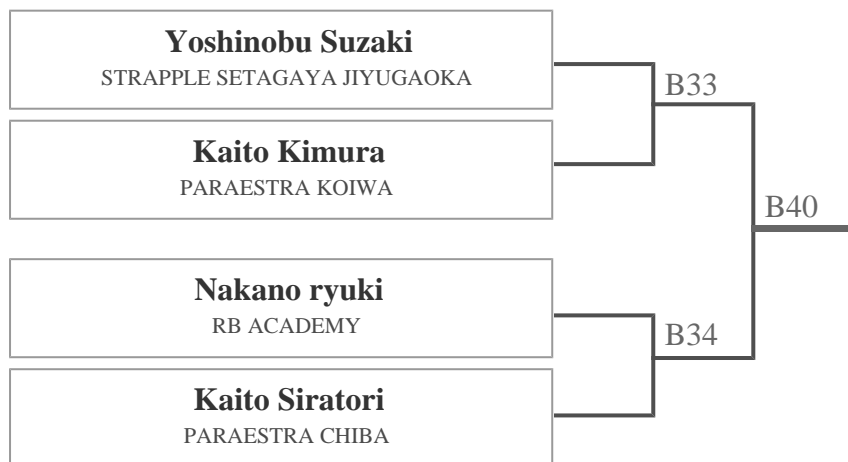 Yoshinobu Suzaki
STRAPPLE SETAGAYA JIYUGAOKA
B33
Kaito Kimura
PARAESTRA KOIWA
B40
Nakano ryuki
RB ACADEMY
B34
Kaito Siratori
PARAESTRA CHIBA